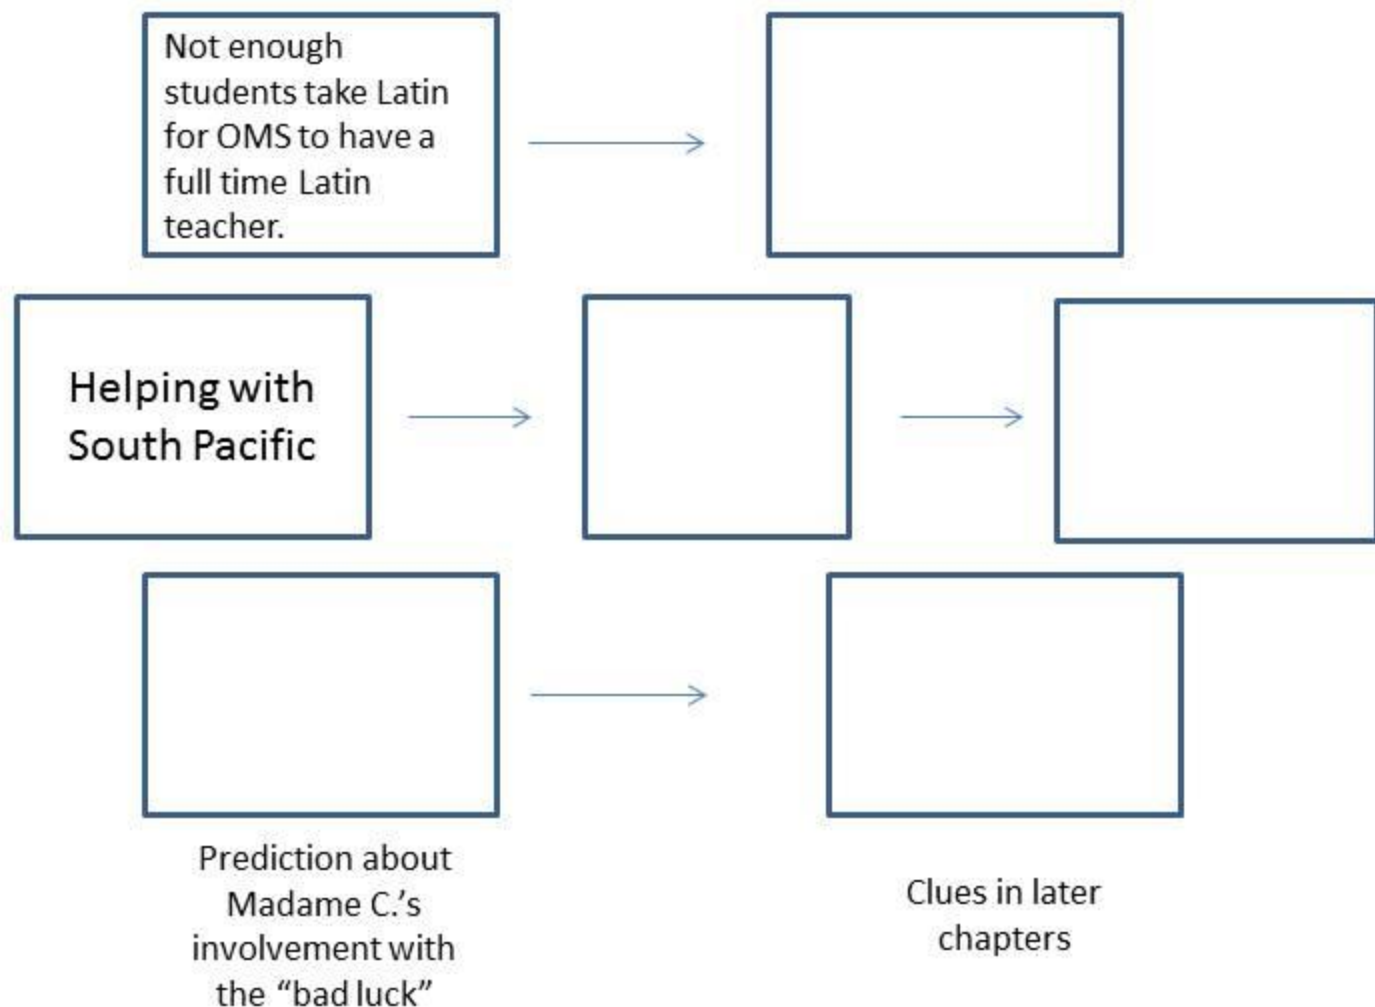 Not enough
students take Latin
for OMS to have a
full time Latin
teacher.
Helping with
South Pacific
Prediction about
Madame C.'s
involvement with
the “bad luck”
Clues in later
chapters